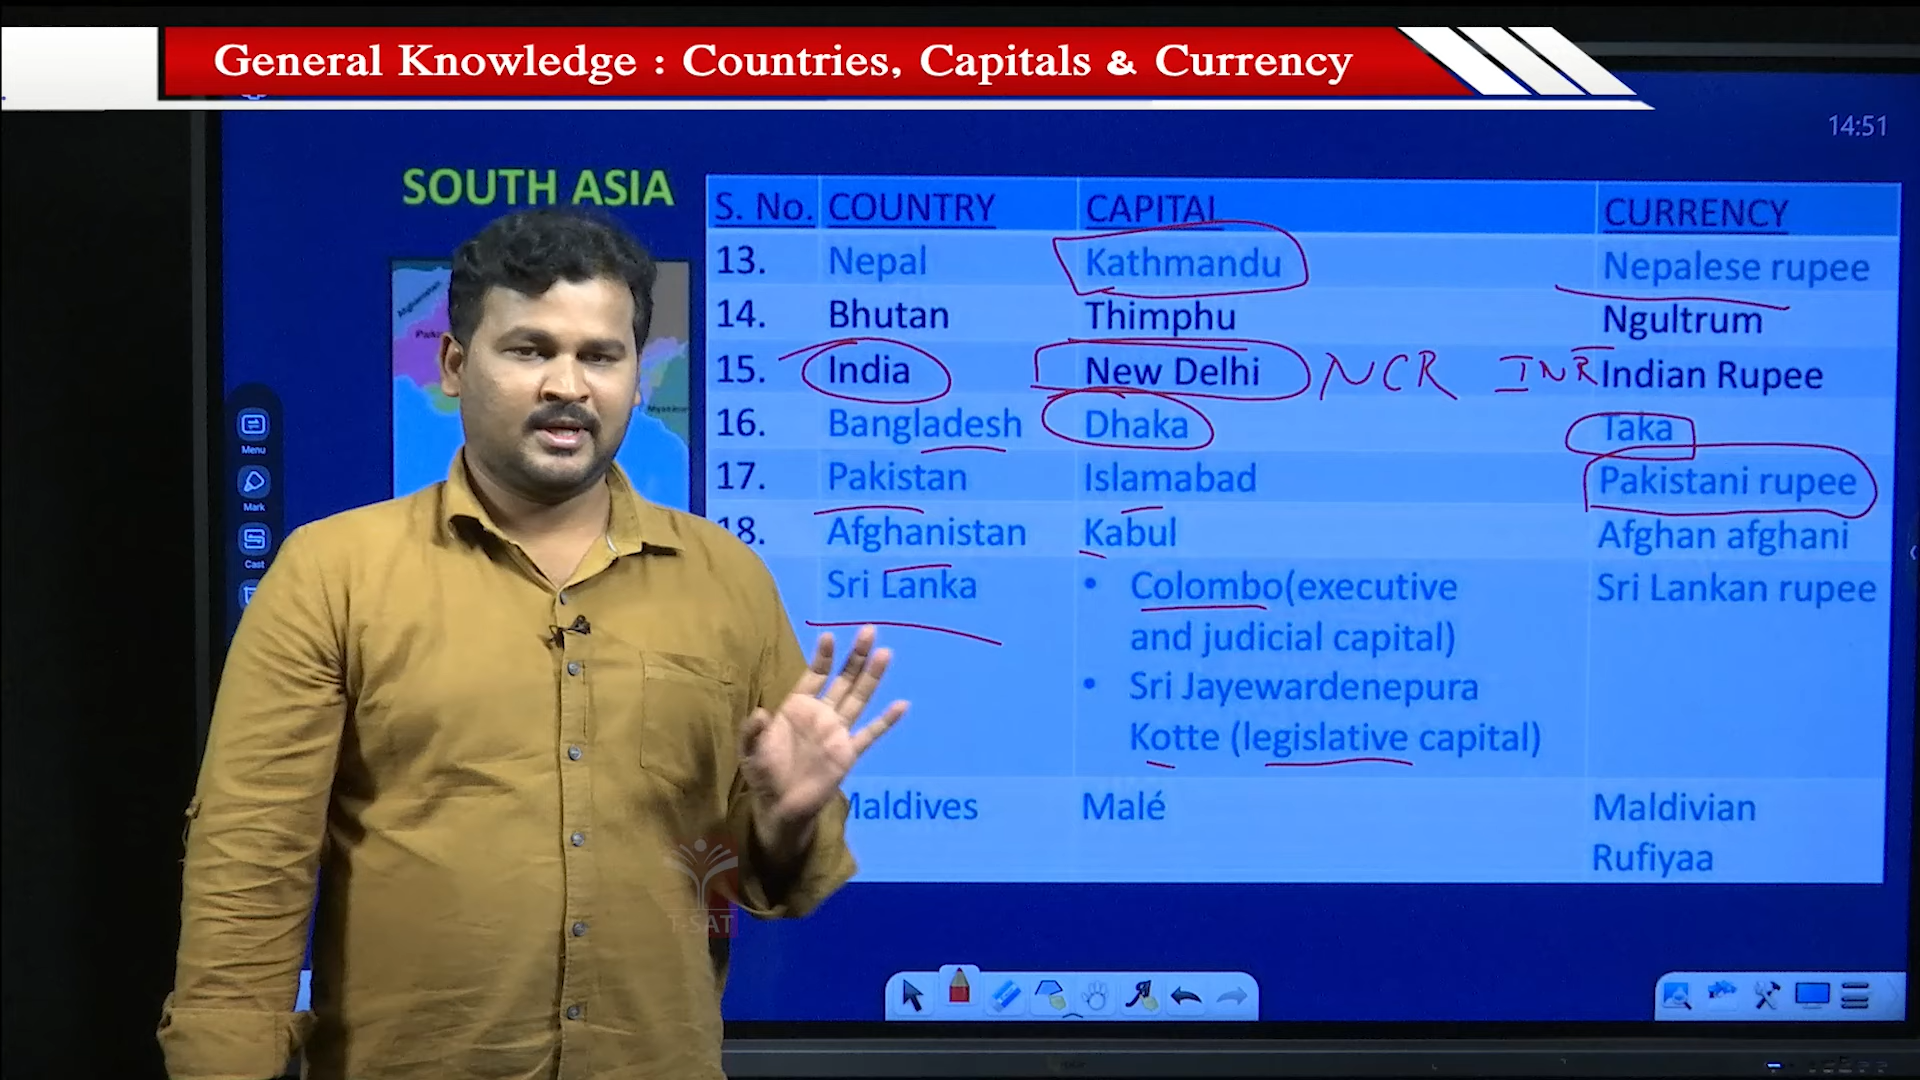 General Knowledge : Countries, Capitals & Currency
14:51
SOUTH ASIA
S. No. COUNTRY CAPITAL CURRENCY
13. Nepal Kathmandu Nepalese rupee
14. Bhutan Thimphu Ngultrum
15. India New Delhi NCR INR Indian Rupee
16. Bangladesh Dhaka Taka
17. Pakistan Islamabad Pakistani rupee
18. Afghanistan Kabul Afghan afghani
Sri Lanka • Colombo(executive Sri Lankan rupee
and judicial capital)
• Sri Jayewardenepura
Kotte (legislative capital)
Maldives Malé Maldivian
Rufiyaa
Afghanistan
Myanmar
Menu
Mark
Cast
T-SAT